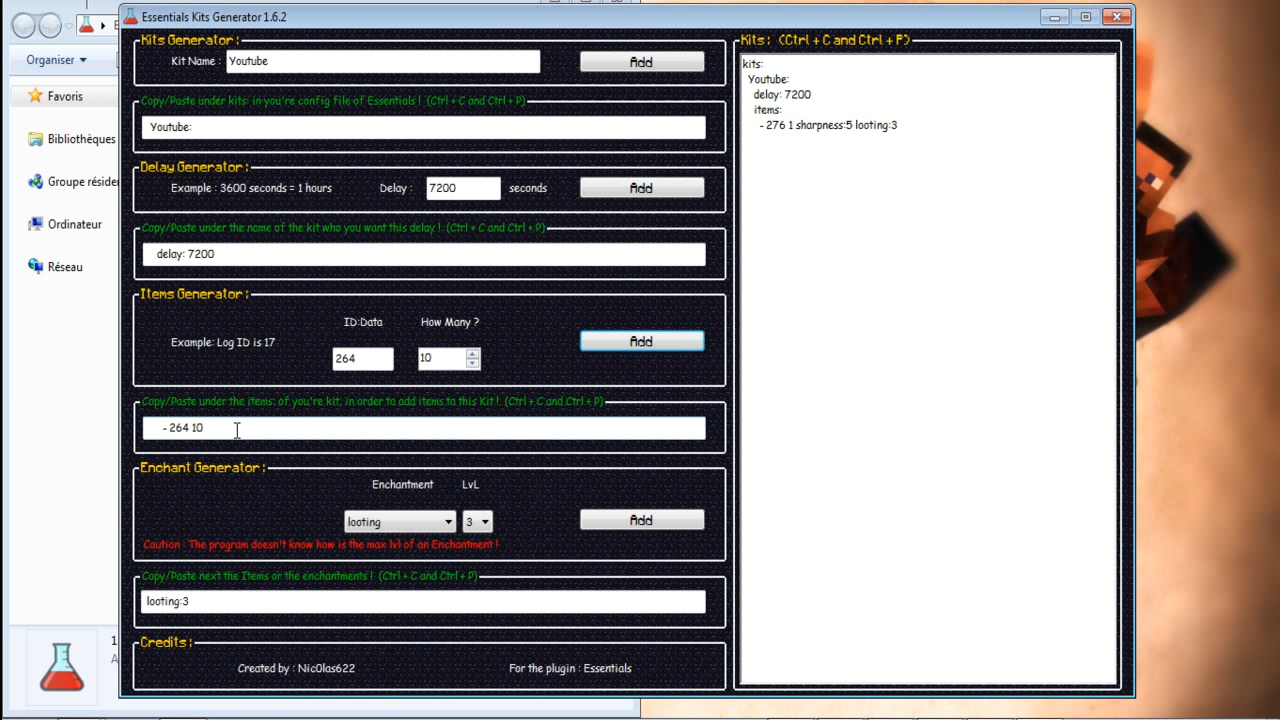 Essentials Kits Generator 1.6.2
Organiser
Favoris
Bibliothèques
Groupe réside
Ordinateur
Réseau
Kits Generator :
Kit Name : Youtube
Add
Copy/Paste under kits: in you're config file of Essentials ! (Ctrl + C and Ctrl + P)
Youtube:
Delay Generator :
Example : 3600 seconds = 1 hours
Delay : 7200 seconds
Add
Copy/Paste under the name of the kit who you want this delay ! (Ctrl + C and Ctrl + P)
delay: 7200
Items Generator :
ID:Data
How Many ?
Example: Log ID is 17
264
10
Add
Copy/Paste under the items: of you're kit, in order to add items to this Kit ! (Ctrl + C and Ctrl + P)
- 264 10
Enchant Generator :
Enchantment
LvL
looting
3
Add
Caution : The program doesn't know how is the max lvl of an Enchantment !
Copy/Paste next the Items or the enchantments ! (Ctrl + C and Ctrl + P)
looting:3
Credits :
Created by : Nic0las622
For the plugin : Essentials
Kits : (Ctrl + C and Ctrl + P)
kits:
Youtube:
delay: 7200
items:
- 276 1 sharpness:5 looting:3